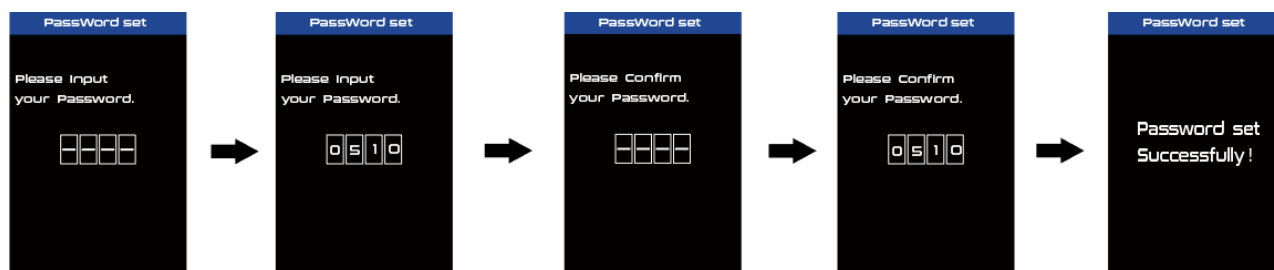 PassWord set
Please Input
your Password.
----
PassWord set
Please Input
your Password.
0510
PassWord set
Please Confirm
your Password.
----
PassWord set
Please Confirm
your Password.
0510
PassWord set
Password set
Successfully!